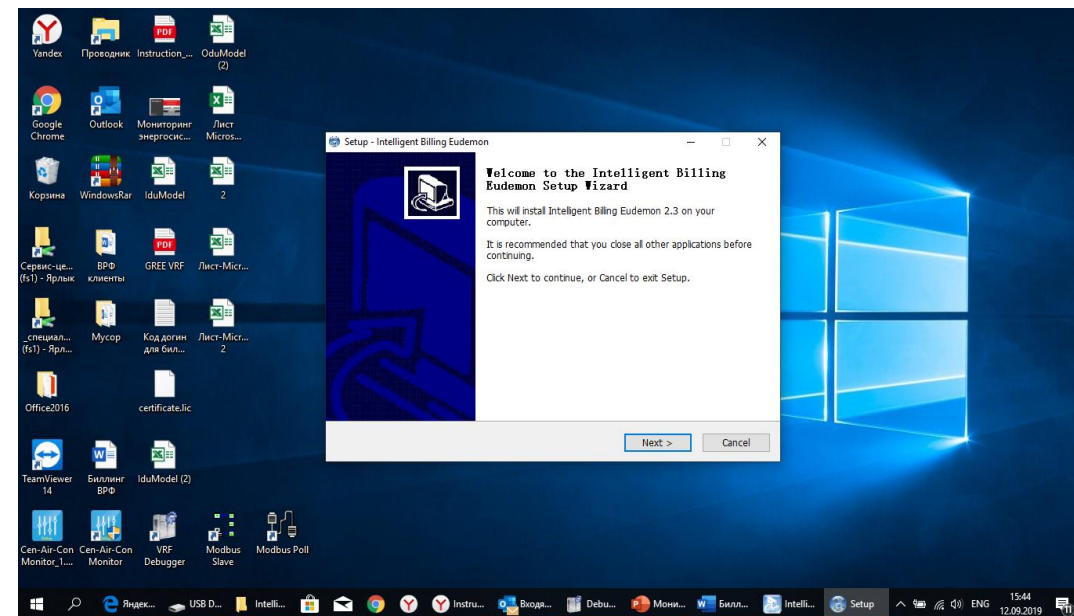 Yandex
Проводник
Instruction_...
OduModel
(2)
Google
Chrome
Outlook
Мониторинг
энергосис...
Лист
Micros...
Корзина
WindowsRar
IduModel
2
Сервис-це...
(fs1) - Ярлык
ВРФ
клиенты
GREE VRF
Лист-Micr...
_специал...
(fs1) - Ярл...
Мусор
Код догин
для бил...
Лист-Micr...
2
Office2016
certificate.lic
TeamViewer
14
Биллинг
ВРФ
IduModel (2)
Cen-Air-Con
Monitor_1....
Cen-Air-Con
Monitor
VRF
Debugger
Modbus
Slave
Modbus Poll
Setup - Intelligent Billing Eudemon
Welcome to the Intelligent Billing
Eudemon Setup Wizard
This will install Intelligent Billing Eudemon 2.3 on your
computer.
It is recommended that you close all other applications before
continuing.
Click Next to continue, or Cancel to exit Setup.
Next >
Cancel
Яндек...
USB D...
Intelli...
Instru...
Входя...
Debu...
Мони...
Билл...
Intelli...
Setup
ENG
15:44
12.09.2019